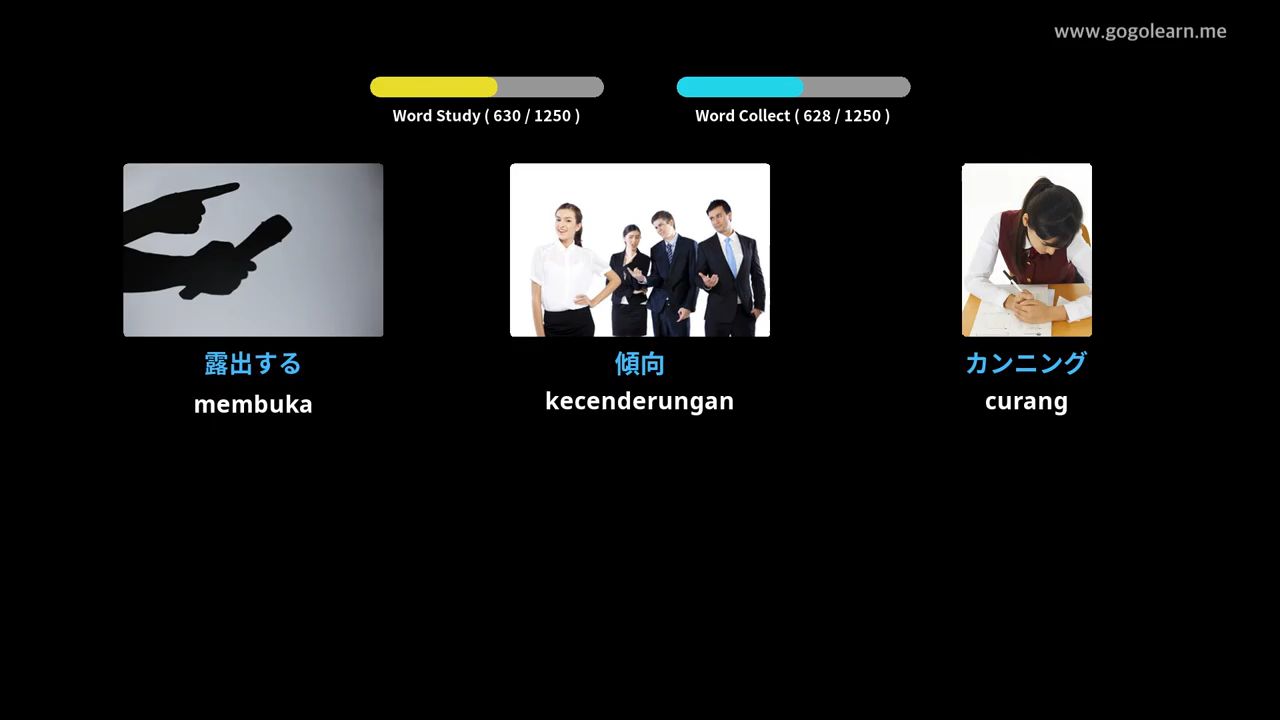 www.gogolearn.me
Word Study ( 630 / 1250 )
Word Collect ( 628 / 1250 )
露出する
傾向
カンニング
membuka
kecenderungan
curang